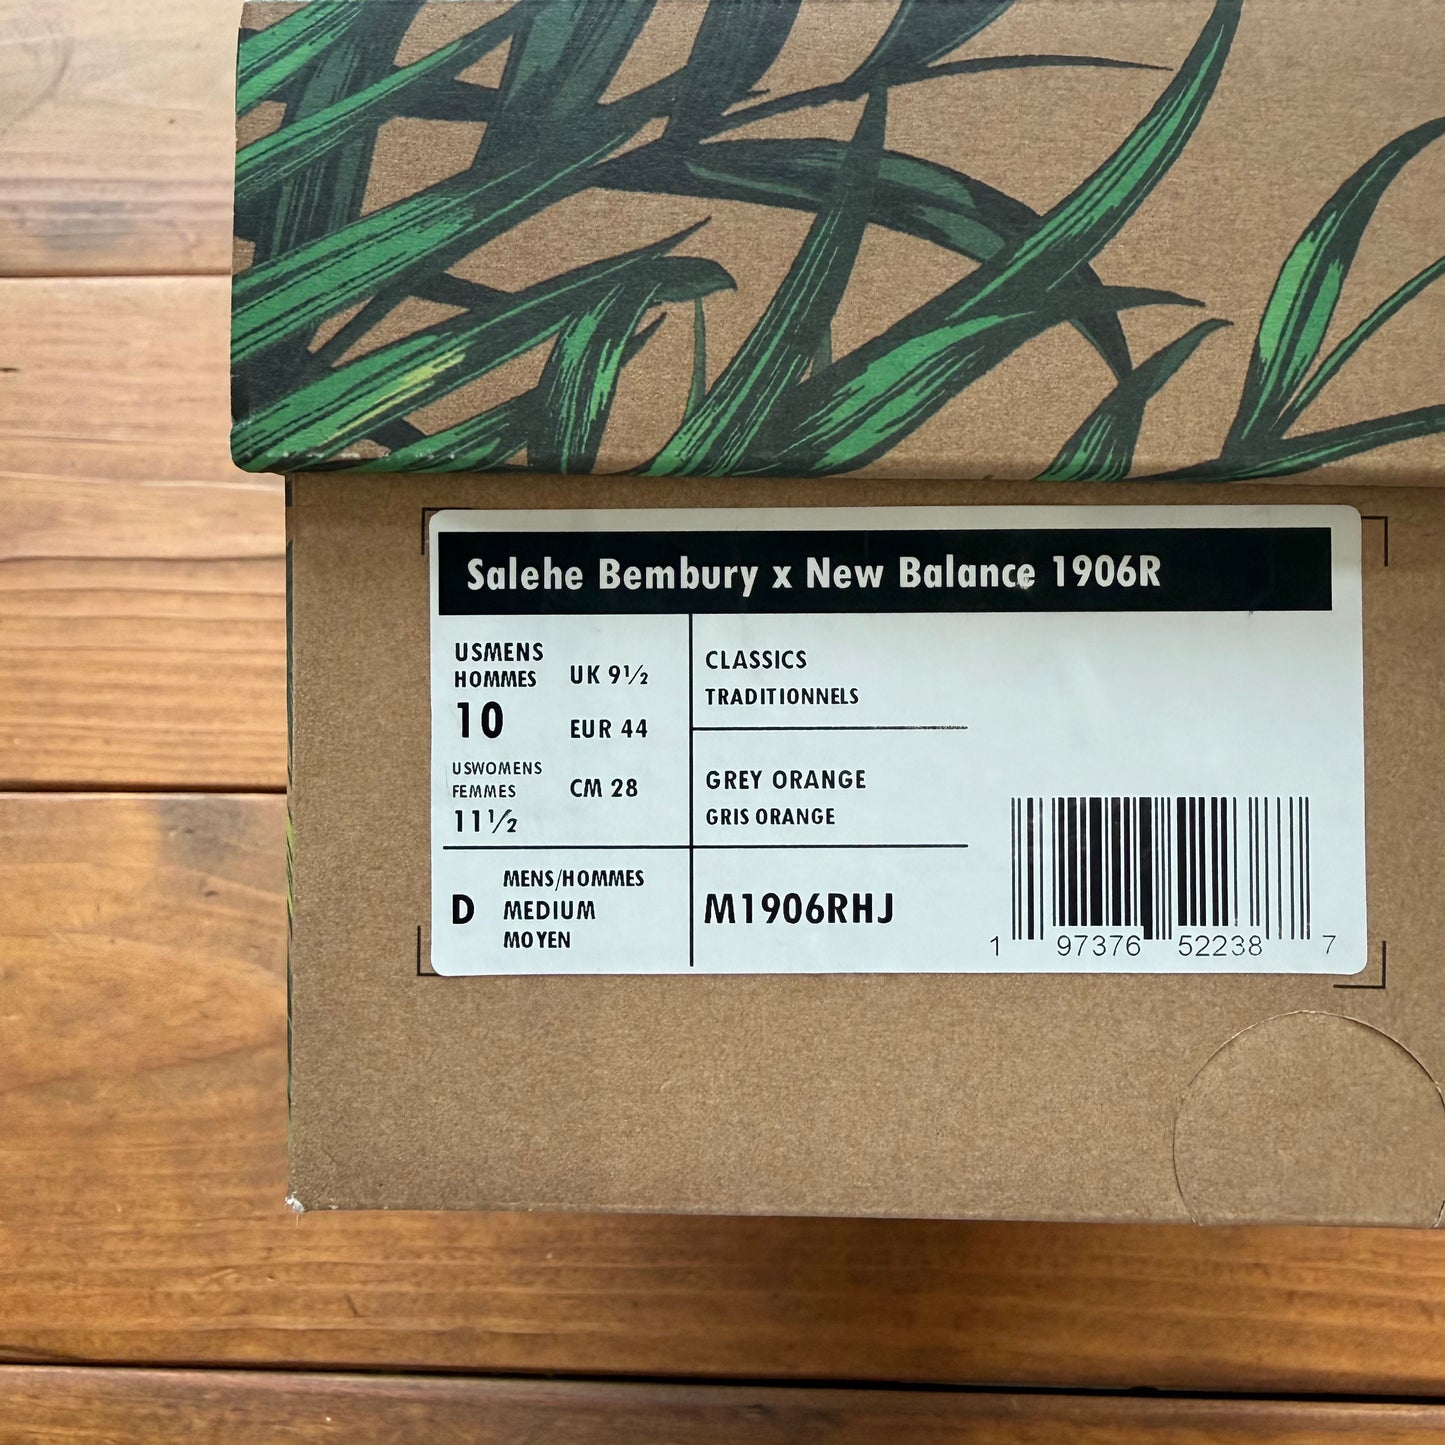 Salehe Bembury x New Balance 1906R
USMENS
HOMMES
10
USWOMENS
FEMMES
11½
UK 9½
EUR 44
CM 28
CLASSICS
TRADITIONNELS
GREY ORANGE
GRIS ORANGE
D
MENS/HOMMES
MEDIUM
MOYEN
M1906RHJ
1 97376 52238 7